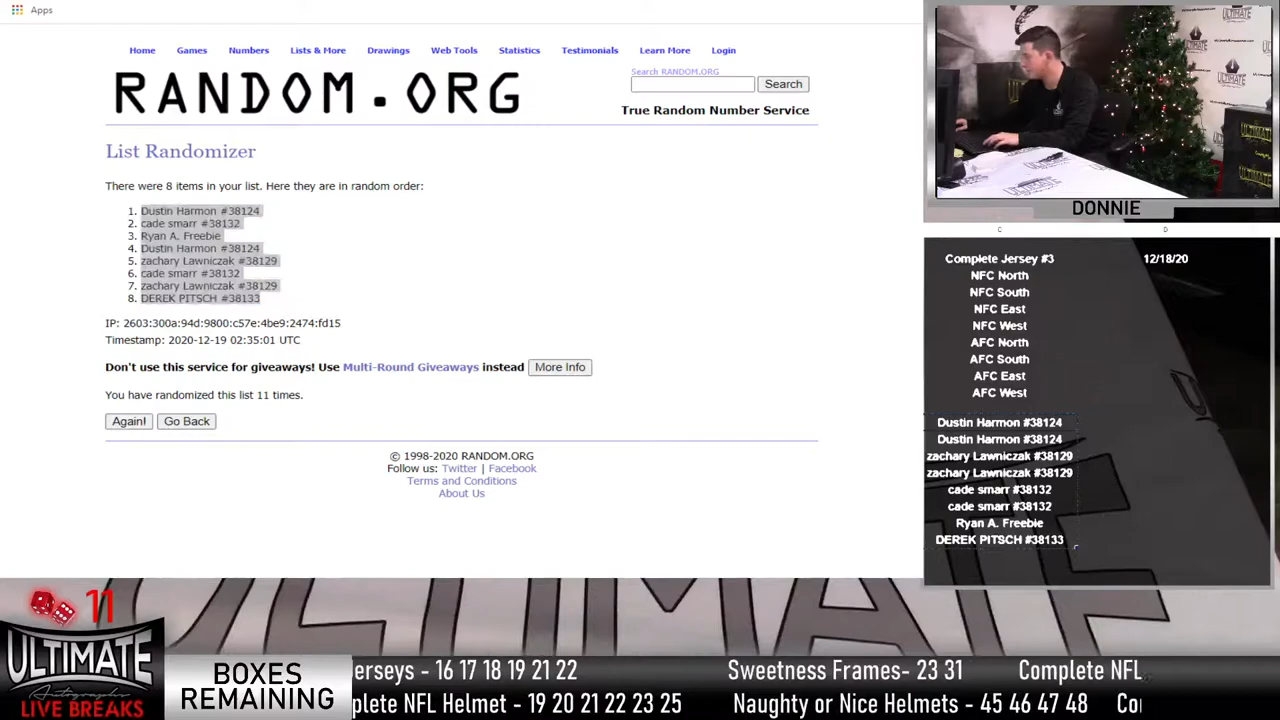 Apps
Home Games Numbers Lists & More Drawings Web Tools Statistics Testimonials Learn More Login
RANDOM.ORG
Search RANDOM.ORG
Search
True Random Number Service
List Randomizer
There were 8 items in your list. Here they are in random order:
1. Dustin Harmon #38124
2. cade smarr #38132
3. Ryan A. Freebie
4. Dustin Harmon #38124
5. zachary Lawniczak #38129
6. cade smarr #38132
7. zachary Lawniczak #38129
8. DEREK PITSCH #38133
IP: 2603:300a:94d:9800:c57e:4be9:2474:fd15
Timestamp: 2020-12-19 02:35:01 UTC
Don't use this service for giveaways! Use Multi-Round Giveaways instead More Info
You have randomized this list 11 times.
Again! Go Back
© 1998-2020 RANDOM.ORG
Follow us: Twitter | Facebook
Terms and Conditions
About Us
ULTIMATE
DONNIE
C D
Complete Jersey #3 12/18/20
NFC North
NFC South
NFC East
NFC West
AFC North
AFC South
AFC East
AFC West
Dustin Harmon #38124
Dustin Harmon #38124
zachary Lawniczak #38129
zachary Lawniczak #38129
cade smarr #38132
cade smarr #38132
Ryan A. Freebie
DEREK PITSCH #38133
ULTIMATE
11
ULTIMATE
Autographs
LIVE BREAKS
BOXES
REMAINING
erseys - 16 17 18 19 21 22 Sweetness Frames- 23 31 Complete NFL
plete NFL Helmet - 19 20 21 22 23 25 Naughty or Nice Helmets - 45 46 47 48 Co